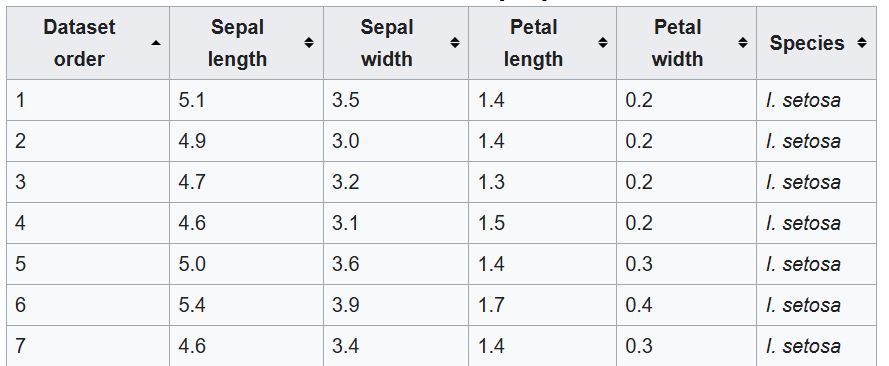 Dataset order Sepal length Sepal width Petal length Petal width Species
1 5.1 3.5 1.4 0.2 I. setosa
2 4.9 3.0 1.4 0.2 I. setosa
3 4.7 3.2 1.3 0.2 I. setosa
4 4.6 3.1 1.5 0.2 I. setosa
5 5.0 3.6 1.4 0.3 I. setosa
6 5.4 3.9 1.7 0.4 I. setosa
7 4.6 3.4 1.4 0.3 I. setosa